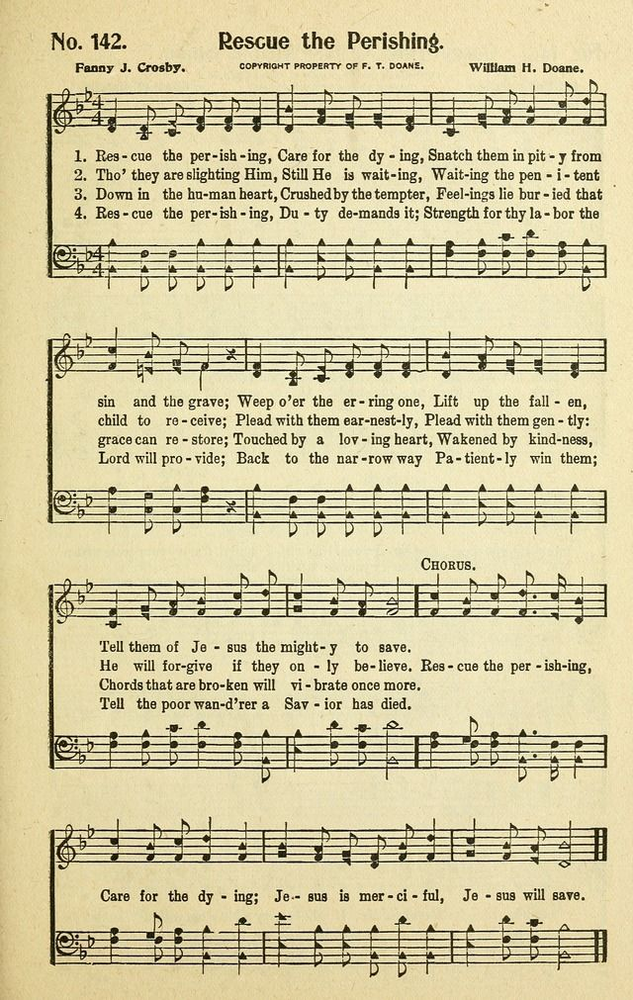 No. 142. Rescue the Perishing.
Fanny J. Crosby. COPYRIGHT PROPERTY OF F. T. DOANE. William H. Doane.
1. Res - cue the per - ish - ing, Care for the dy - ing, Snatch them in pit - y from
2. Tho' they are slighting Him, Still He is wait - ing, Wait-ing the pen - i - tent
3. Down in the hu-man heart, Crushed by the tempter, Feel-ings lie bur - ied that
4. Res - cue the per - ish - ing, Du - ty demands it; Strength for thy la - bor the
sin and the grave; Weep o'er the er - ring one, Lift up the fall - en,
child to re - ceive; Plead with them ear-nest-ly, Plead with them gen - tly:
grace can re - store; Touched by a lov - ing heart, Wakened by kind-ness,
Lord will pro - vide; Back to the nar-row way Pa - tient - ly win them;
CHORUS.
Tell them of Je - sus the might - y to save.
He will for-give if they on - ly be-lieve. Res - cue the per - ish-ing,
Chords that are bro-ken will vi-brate once more.
Tell the poor wand'rer a Sav - ior has died.
Care for the dy - ing; Je - sus is mer - ci - ful, Je - sus will save.